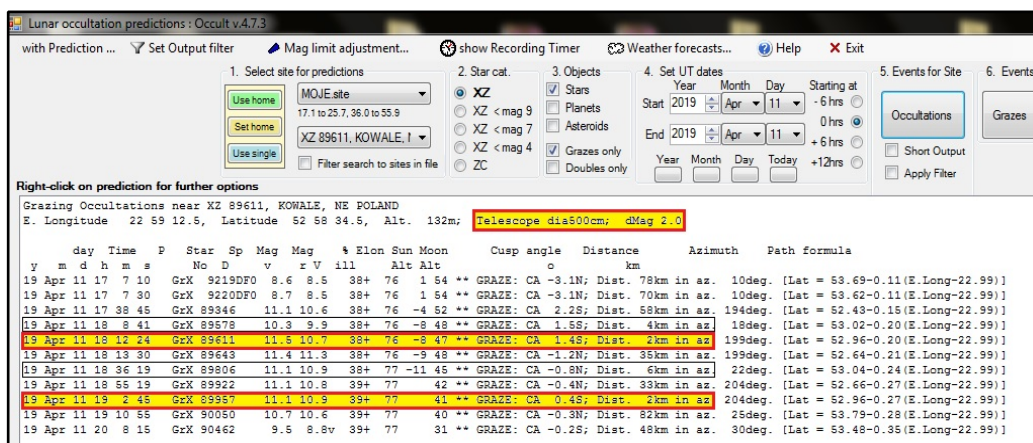 Lunar occultation predictions : Occult v.4.7.3
with Prediction ... Set Output filter Mag limit adjustment... show Recording Timer Weather forecasts... Help Exit
1. Select site for predictions 2. Star cat. 3. Objects 4. Set UT dates 5. Events for Site 6. Events
Use home
Set home
Use single
MOJE.site
17.1 to 25.7, 36.0 to 55.9
XZ 89611, KOWALE,
Filter search to sites in file
XZ
XZ < mag 9
XZ < mag 6
XZ < mag 4
ZC
Stars
Planets
Asteroids
Grazes only
Doubles only
Year Month Day Starting at
Start 2019 Apr 11 - 6 hrs
0 hrs
End 2019 Apr 11 + 6 hrs
Year Month Day Today +12hrs
Occultations
Short Output
Apply Filter
Grazes
Right-click on prediction for further options
Grazing Occultations near XZ 89611, KOWALE, NE POLAND
E. Longitude 22 59 12.5, Latitude 52 58 34.5, Alt. 132m; Telescope dia500cm; dMag 2.0
day Time P Star Sp Mag Mag % Elon Sun Moon Cusp angle Distance Azimuth Path formula
y m d h m s No D v r V ill Alt Alt o km
19 Apr 11 17 7 10 GrX 9219DF0 8.6 8.5 38+ 76 1 54 ** GRAZE: CA -3.1N; Dist. 78km in az. 10deg. [Lat = 53.69-0.11(E.Long-22.99)]
19 Apr 11 17 7 30 GrX 9220DF0 8.7 8.5 38+ 76 1 54 ** GRAZE: CA -3.1N; Dist. 70km in az. 10deg. [Lat = 53.62-0.11(E.Long-22.99)]
19 Apr 11 17 38 45 GrX 89346 11.1 10.6 38+ 76 -4 52 ** GRAZE: CA 2.2S; Dist. 58km in az. 194deg. [Lat = 52.43-0.15(E.Long-22.99)]
19 Apr 11 18 8 41 GrX 89578 10.3 9.9 38+ 76 -8 48 ** GRAZE: CA 1.5S; Dist. 4km in az. 18deg. [Lat = 53.02-0.20(E.Long-22.99)]
19 Apr 11 18 12 24 GrX 89611 11.5 10.7 38+ 76 -8 47 ** GRAZE: CA 1.4S; Dist. 2km in az 199deg. [Lat = 52.96-0.20(E.Long-22.99)]
19 Apr 11 18 13 30 GrX 89643 11.4 11.3 38+ 76 -9 48 ** GRAZE: CA -1.2N; Dist. 35km in az. 199deg. [Lat = 52.64-0.21(E.Long-22.99)]
19 Apr 11 18 36 19 GrX 89806 11.1 10.9 38+ 77 -11 45 ** GRAZE: CA -0.8N; Dist. 6km in az. 22deg. [Lat = 53.04-0.24(E.Long-22.99)]
19 Apr 11 18 55 19 GrX 89922 11.1 10.8 39+ 77 42 ** GRAZE: CA -0.4N; Dist. 33km in az. 204deg. [Lat = 52.66-0.27(E.Long-22.99)]
19 Apr 11 19 2 45 GrX 89957 11.1 10.9 39+ 77 41 ** GRAZE: CA 0.4S; Dist. 2km in az 204deg. [Lat = 52.96-0.27(E.Long-22.99)]
19 Apr 11 19 10 55 GrX 90050 10.7 10.6 39+ 77 40 ** GRAZE: CA -0.3N; Dist. 82km in az. 25deg. [Lat = 53.79-0.28(E.Long-22.99)]
19 Apr 11 20 8 15 GrX 90462 9.5 8.8v 39+ 77 31 ** GRAZE: CA -0.2S; Dist. 48km in az. 30deg. [Lat = 53.48-0.35(E.Long-22.99)]